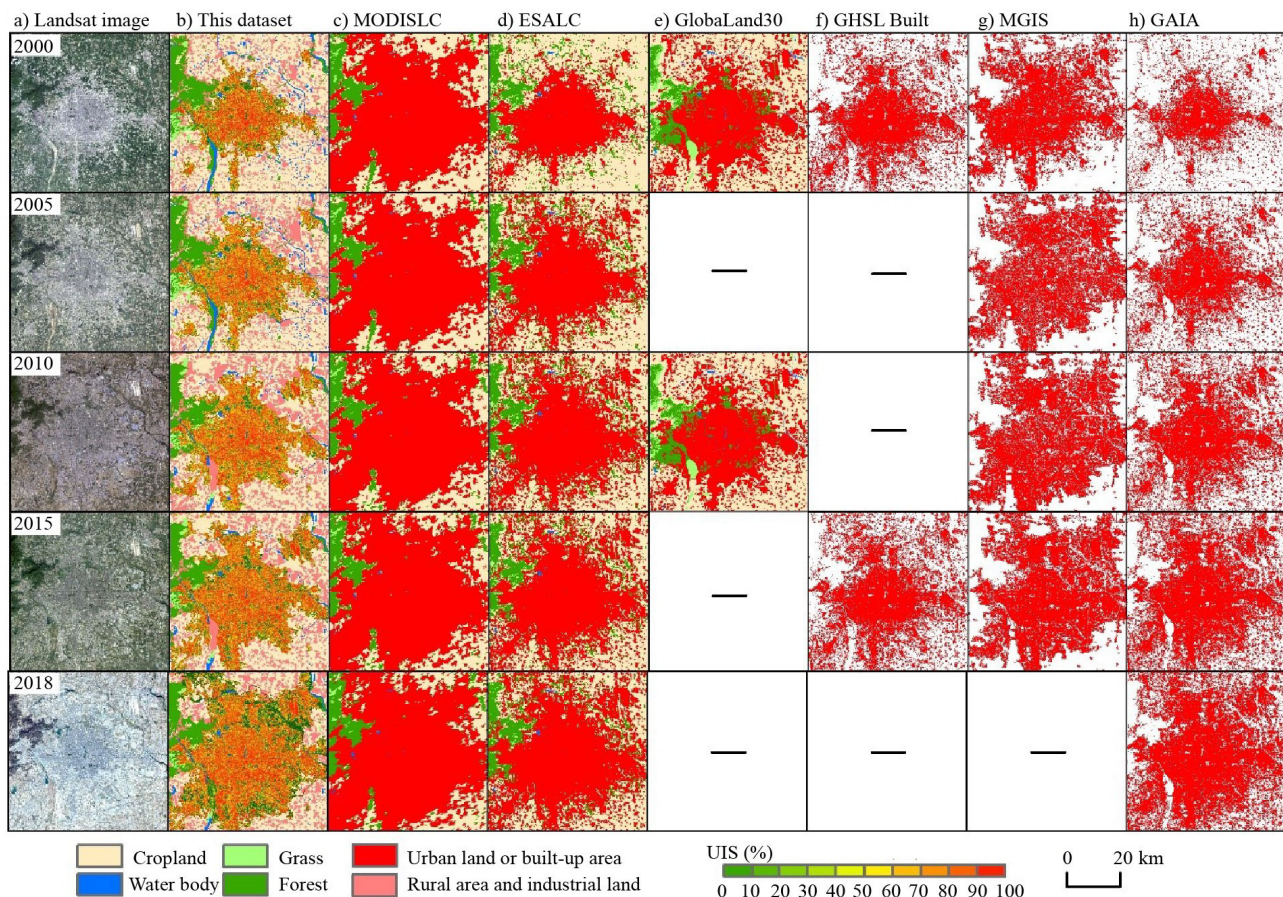 a) Landsat image b) This dataset c) MODISLC d) ESALC e) GlobaLand30 f) GHSL Built g) MGIS h) GAIA
2000
2005
2010
2015
2018
Cropland Grass Urban land or built-up area
Water body Forest Rural area and industrial land
UIS (%)
0 10 20 30 40 50 60 70 80 90 100
0 20 km